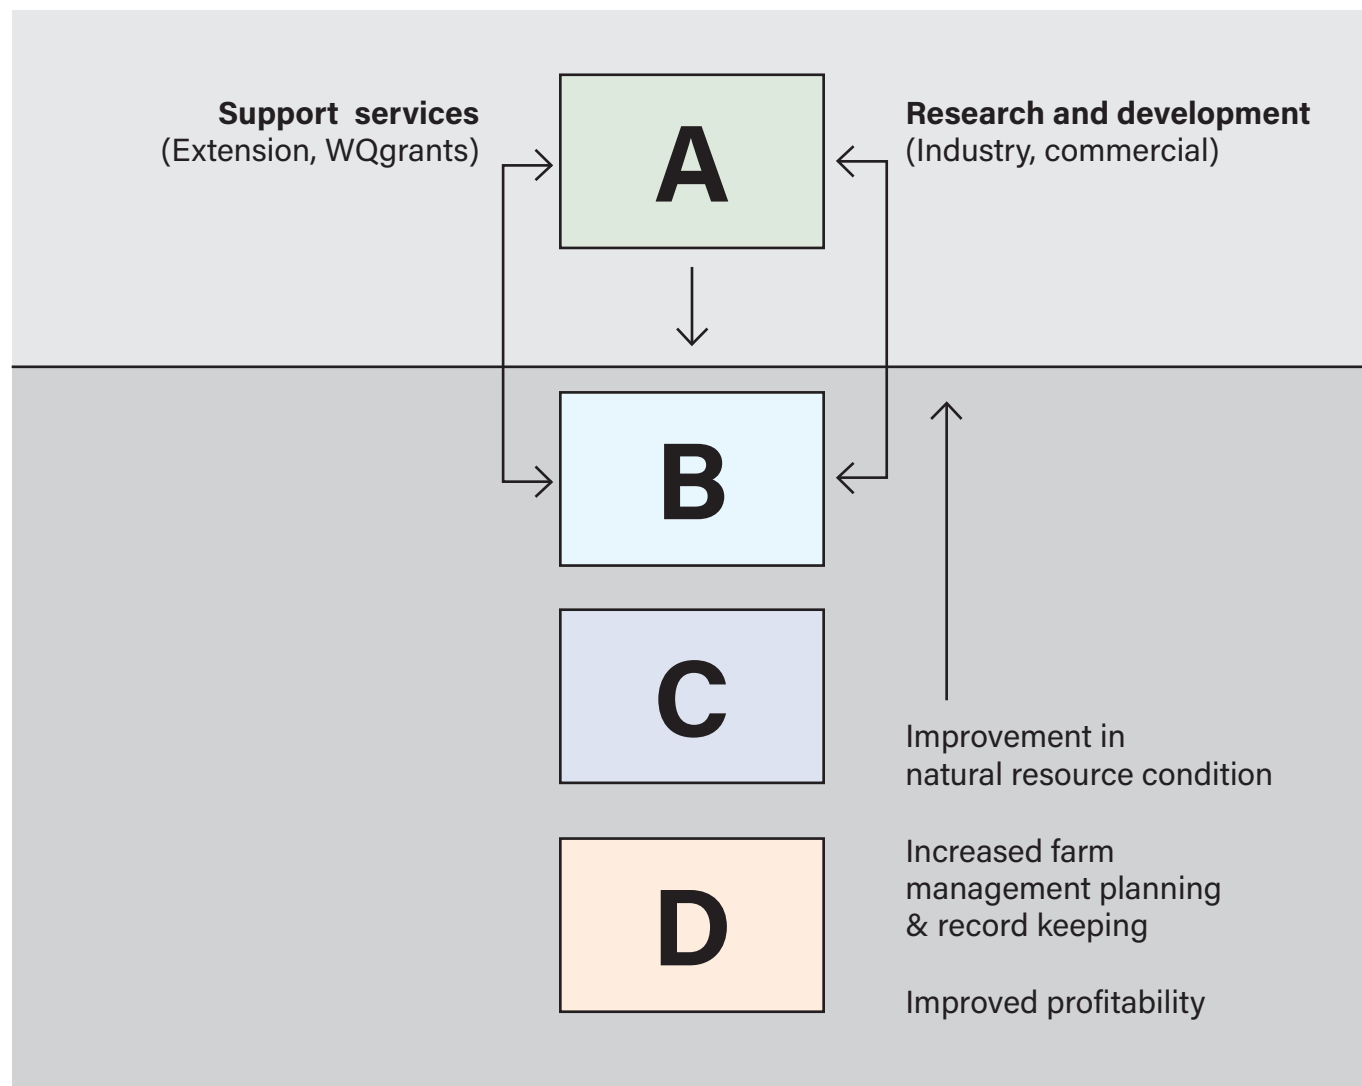 Support services
(Extension, WQgrants)
A
Research and development
(Industry, commercial)
B
C
Improvement in
natural resource condition
D
Increased farm
management planning
& record keeping
Improved profitability